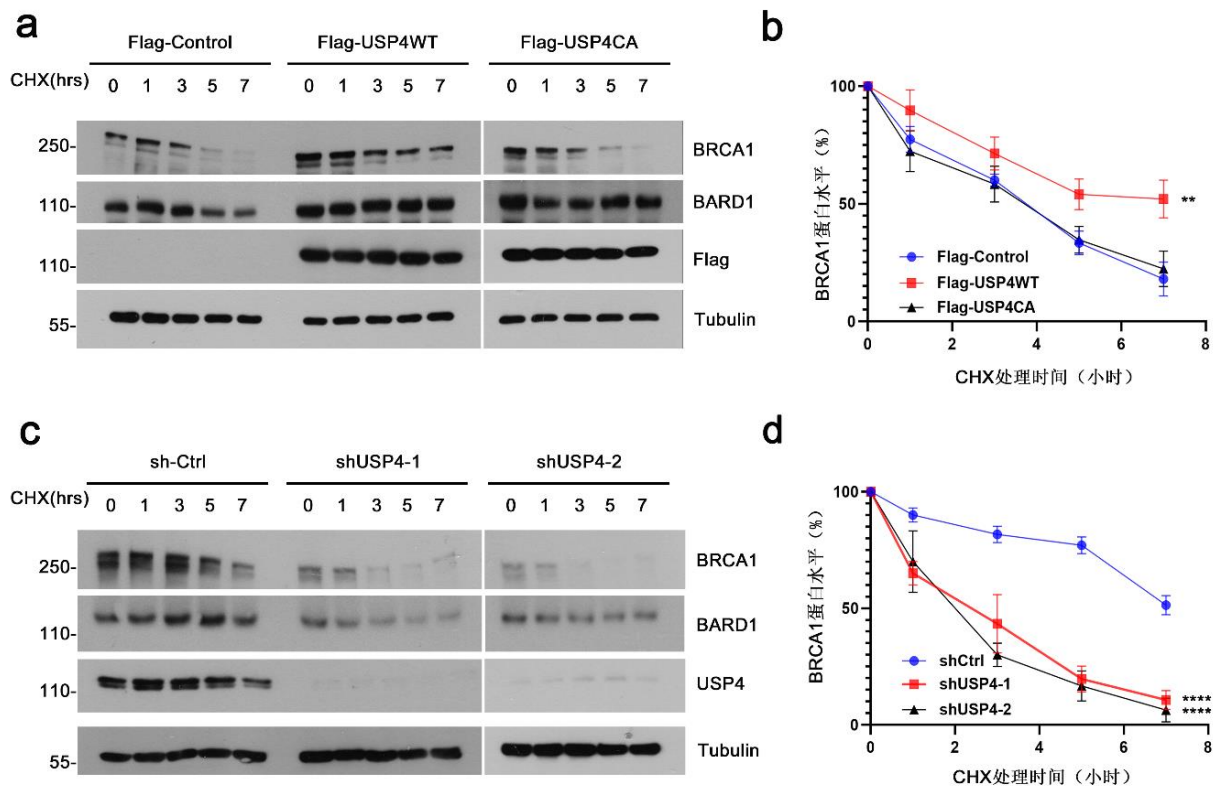 a
Flag-Control Flag-USP4WT Flag-USP4CA
CHX(hrs) 0 1 3 5 7 0 1 3 5 7 0 1 3 5 7
250- BRCA1
110- BARD1
110- Flag
55- Tubulin
b
100
50
0
0 2 4 6 8
BRCA1蛋白水平（%）
CHX处理时间（小时）
**
Flag-Control
Flag-USP4WT
Flag-USP4CA
c
sh-Ctrl shUSP4-1 shUSP4-2
CHX(hrs) 0 1 3 5 7 0 1 3 5 7 0 1 3 5 7
250- BRCA1
110- BARD1
110- USP4
55- Tubulin
d
100
50
0
0 2 4 6 8
BRCA1蛋白水平（%）
CHX处理时间（小时）
shCtrl
shUSP4-1
shUSP4-2
****
****